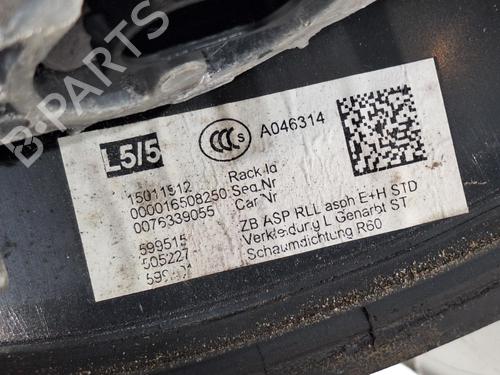 B-PARTS
L5/5
CCC S
A046314
15011512 Rack-Id
000016508250 Seq.Nr
0076339055 Car Nr
599515 ZB ASP RLL asph E+H STD
505227 Verkleidung L Genarbt ST
Schaumdichtung R60